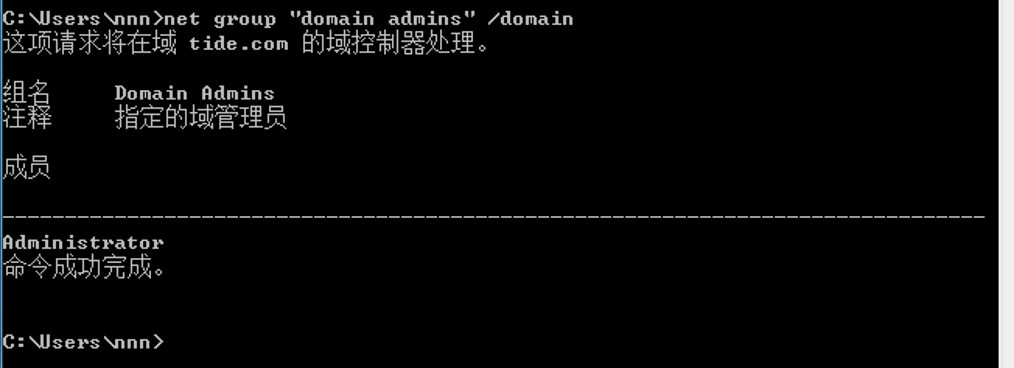 C:\Users\nnn>net group "domain admins" /domain
这项请求将在域 tide.com 的域控制器处理。
组名 Domain Admins
注释 指定的域管理员
成员
-------------------------------------------------------------------------------
Administrator
命令成功完成。
C:\Users\nnn>